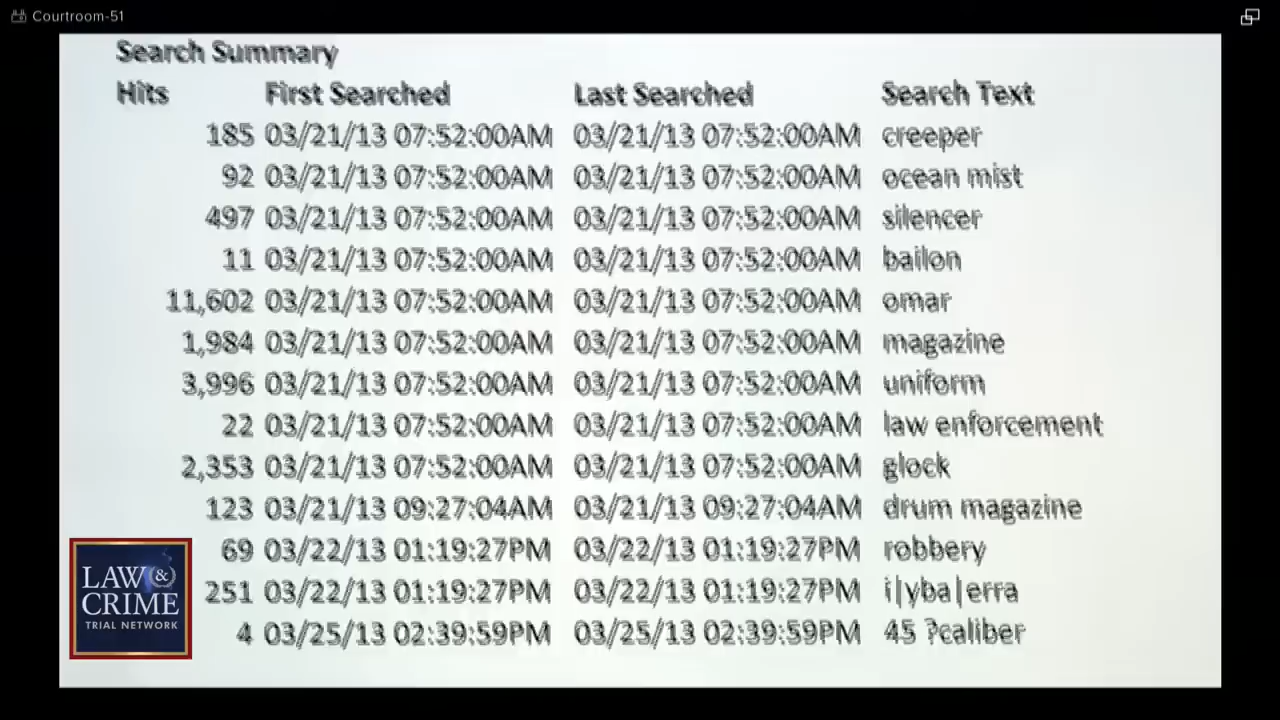 Courtroom-51
Search Summary
Hits First Searched Last Searched Search Text
185 03/21/13 07:52:00AM 03/21/13 07:52:00AM creeper
92 03/21/13 07:52:00AM 03/21/13 07:52:00AM ocean mist
497 03/21/13 07:52:00AM 03/21/13 07:52:00AM silencer
11 03/21/13 07:52:00AM 03/21/13 07:52:00AM bailon
11,602 03/21/13 07:52:00AM 03/21/13 07:52:00AM omar
1,984 03/21/13 07:52:00AM 03/21/13 07:52:00AM magazine
3,996 03/21/13 07:52:00AM 03/21/13 07:52:00AM uniform
22 03/21/13 07:52:00AM 03/21/13 07:52:00AM law enforcement
2,353 03/21/13 07:52:00AM 03/21/13 07:52:00AM glock
123 03/21/13 09:27:04AM 03/21/13 09:27:04AM drum magazine
69 03/22/13 01:19:27PM 03/22/13 01:19:27PM robbery
251 03/22/13 01:19:27PM 03/22/13 01:19:27PM i|yba|erra
4 03/25/13 02:39:59PM 03/25/13 02:39:59PM 45 ?caliber
LAW &
CRIME
TRIAL NETWORK